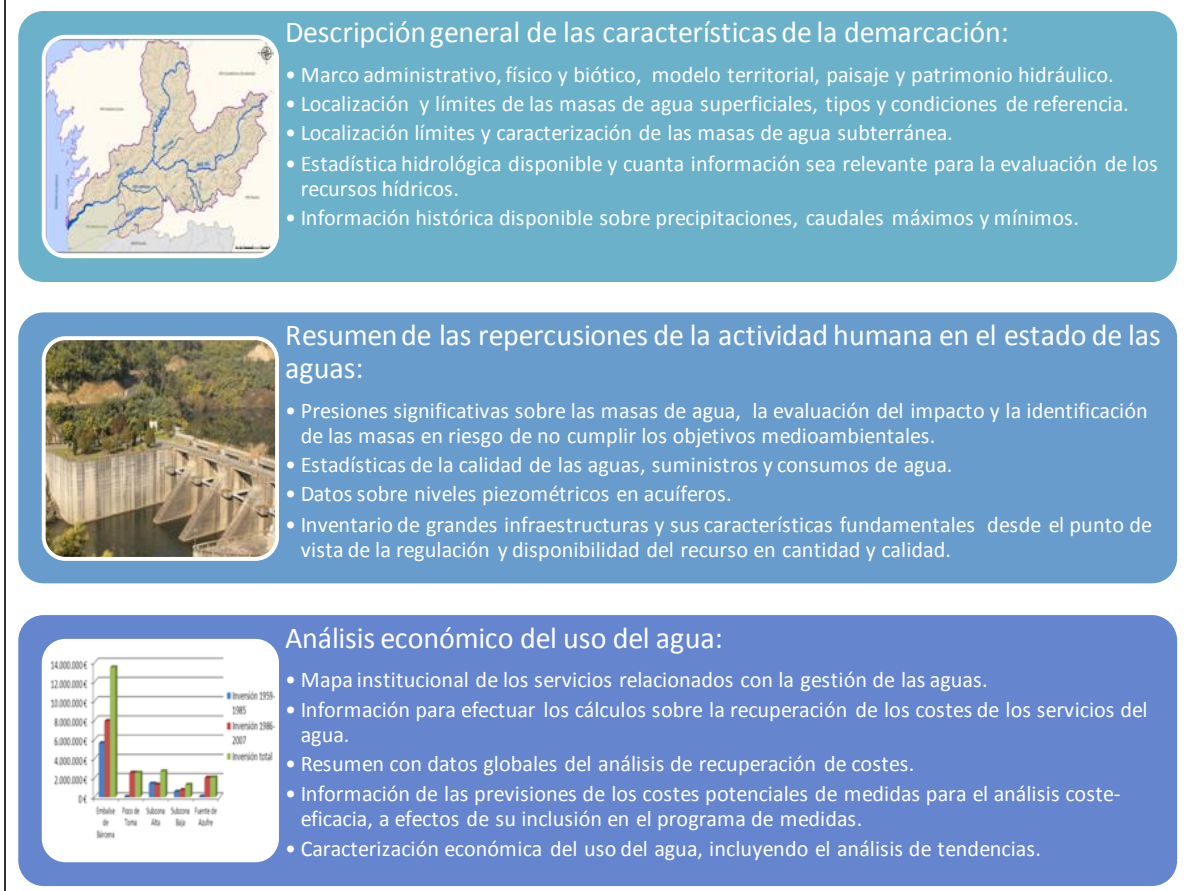 Descripción general de las características de la demarcación:
• Marco administrativo, físico y biótico, modelo territorial, paisaje y patrimonio hidráulico.
• Localización y límites de las masas de agua superficiales, tipos y condiciones de referencia.
• Localización límites y caracterización de las masas de agua subterránea.
• Estadística hidrológica disponible y cuanta información sea relevante para la evaluación de los
recursos hídricos.
• Información histórica disponible sobre precipitaciones, caudales máximos y mínimos.
Resumen de las repercusiones de la actividad humana en el estado de las
aguas:
• Presiones significativas sobre las masas de agua, la evaluación del impacto y la identificación
de las masas en riesgo de no cumplir los objetivos medioambientales.
• Estadísticas de la calidad de las aguas, suministros y consumos de agua.
• Datos sobre niveles piezométricos en acuíferos.
• Inventario de grandes infraestructuras y sus características fundamentales desde el punto de
vista de la regulación y disponibilidad del recurso en cantidad y calidad.
Análisis económico del uso del agua:
• Mapa institucional de los servicios relacionados con la gestión de las aguas.
• Información para efectuar los cálculos sobre la recuperación de los costes de los servicios del
agua.
• Resumen con datos globales del análisis de recuperación de costes.
• Información de las previsiones de los costes potenciales de medidas para el análisis coste-
eficacia, a efectos de su inclusión en el programa de medidas.
• Caracterización económica del uso del agua, incluyendo el análisis de tendencias.
14.000.000 €
12.000.000 €
10.000.000 €
8.000.000 €
6.000.000 €
4.000.000 €
2.000.000 €
0 €
Embalse de Bárcena
Pozo de Toma
Subzona Alta
Subzona Baja
Fuente de Azufre
Inversión 1959-
1985
Inversión 1986-
2007
Inversión total